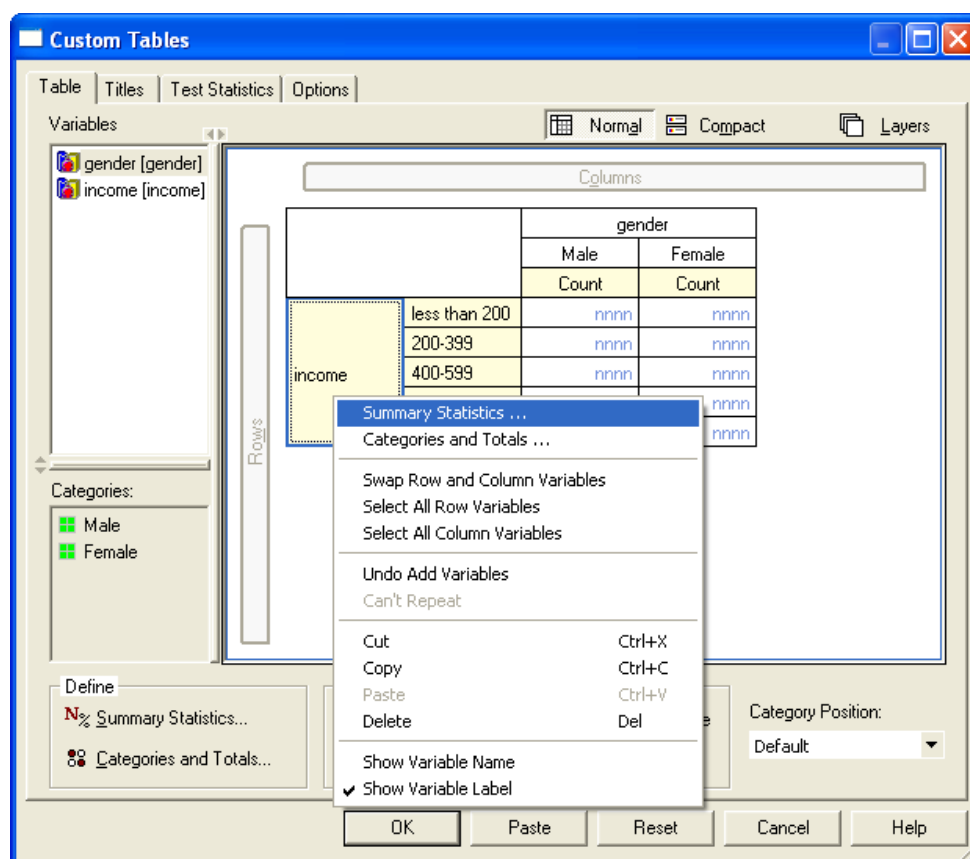 Custom Tables
Table Titles Test Statistics Options
Variables
Normal Compact Layers
gender [gender]
income [income]
Columns
Rows
gender
Male Female
Count Count
less than 200 nnnn nnnn
200-399 nnnn nnnn
income 400-599 nnnn nnnn
nnnn
nnnn
Summary Statistics ...
Categories and Totals ...
Swap Row and Column Variables
Select All Row Variables
Select All Column Variables
Undo Add Variables
Can't Repeat
Cut Ctrl+X
Copy Ctrl+C
Paste Ctrl+V
Delete Del
Show Variable Name
Show Variable Label
Categories:
Male
Female
Define
N% Summary Statistics...
Categories and Totals...
Category Position:
Default
OK Paste Reset Cancel Help